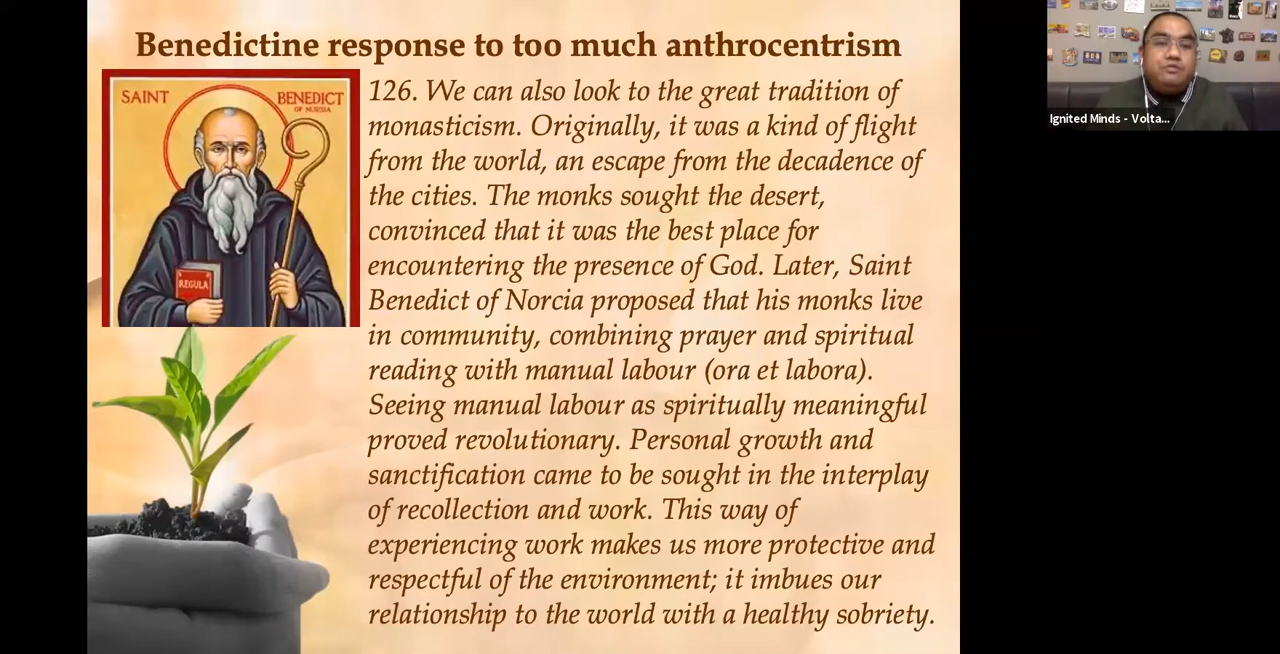 Benedictine response to too much anthrocentrism
SAINT
BENEDICT
OF NURSIA
REGULA
126. We can also look to the great tradition of
monasticism. Originally, it was a kind of flight
from the world, an escape from the decadence of
the cities. The monks sought the desert,
convinced that it was the best place for
encountering the presence of God. Later, Saint
Benedict of Norcia proposed that his monks live
in community, combining prayer and spiritual
reading with manual labour (ora et labora).
Seeing manual labour as spiritually meaningful
proved revolutionary. Personal growth and
sanctification came to be sought in the interplay
of recollection and work. This way of
experiencing work makes us more protective and
respectful of the environment; it imbues our
relationship to the world with a healthy sobriety.
Ignited Minds - Volta...